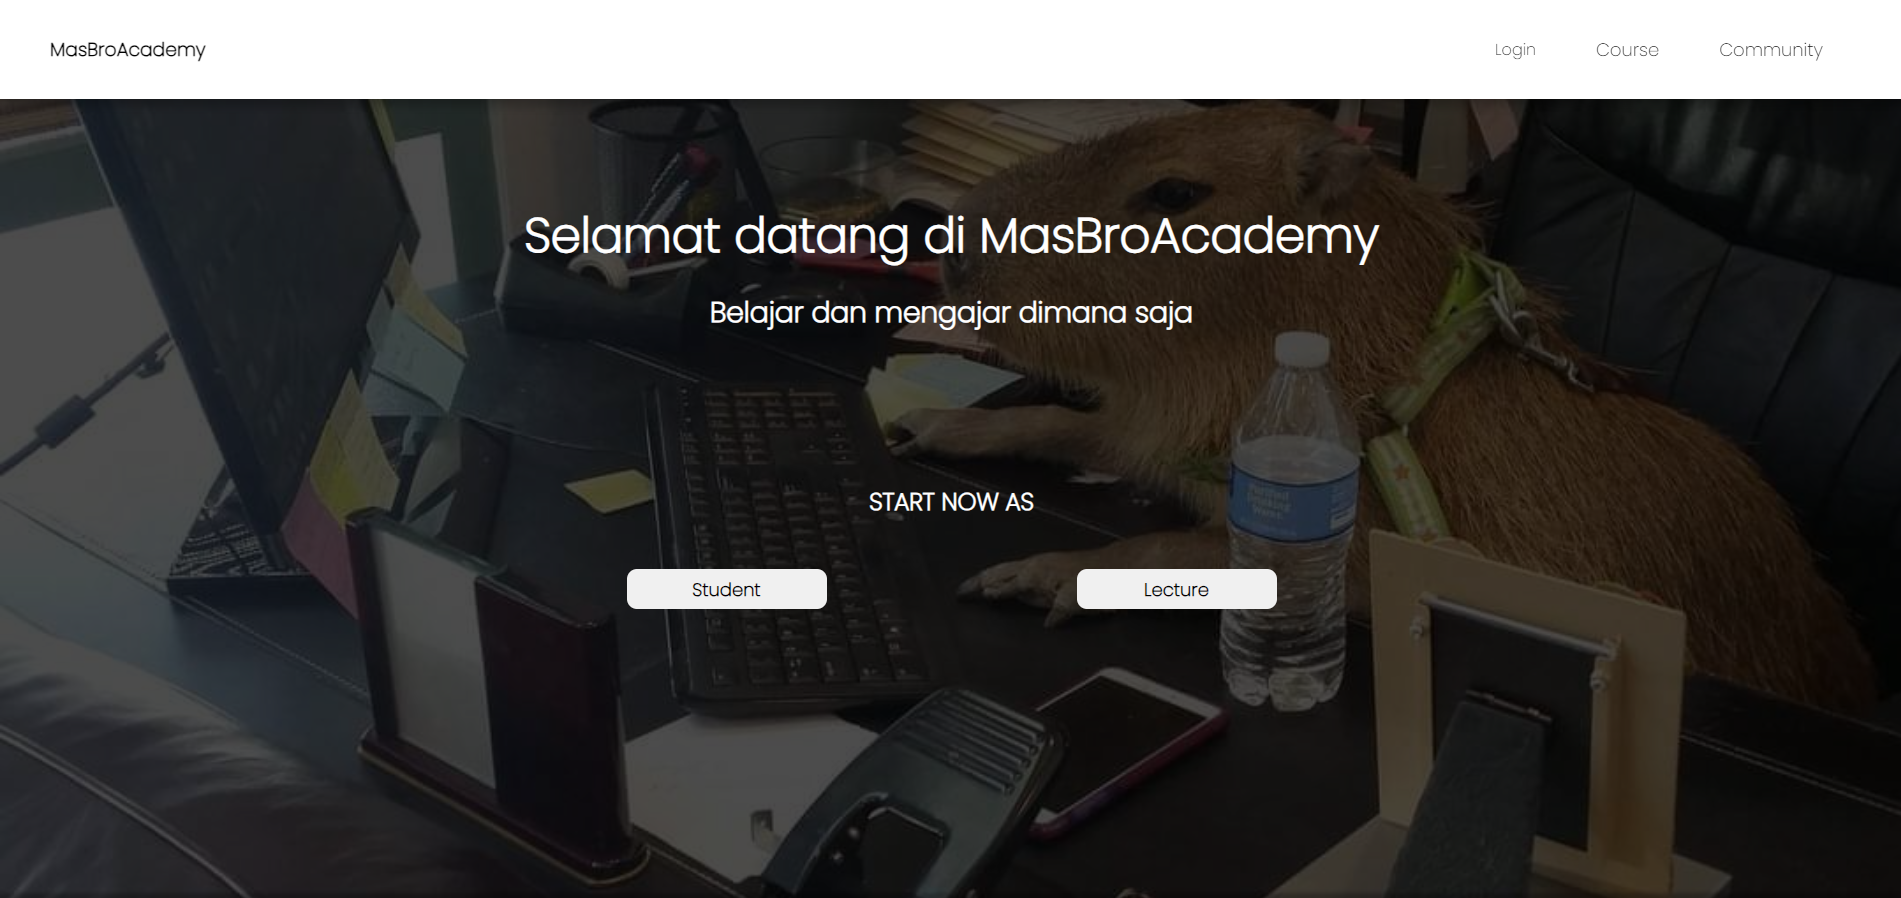 MasBroAcademy
Login Course Community
Selamat datang di MasBroAcademy
Belajar dan mengajar dimana saja
START NOW AS
Student Lecture